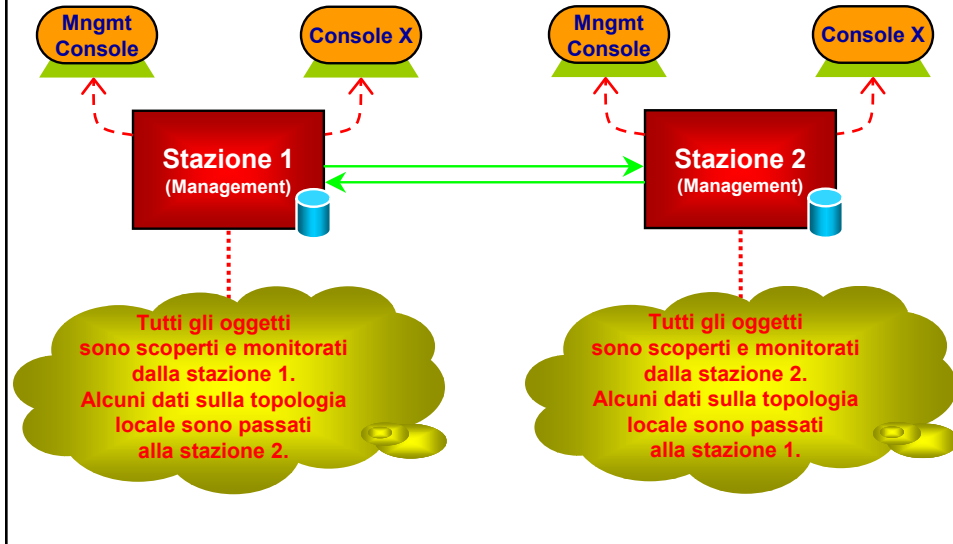 Mngmt
Console
Console X
Mngmt
Console
Console X
Stazione 1
(Management)
Stazione 2
(Management)
Tutti gli oggetti
sono scoperti e monitorati
dalla stazione 1.
Alcuni dati sulla topologia
locale sono passati
alla stazione 2.
Tutti gli oggetti
sono scoperti e monitorati
dalla stazione 2.
Alcuni dati sulla topologia
locale sono passati
alla stazione 1.